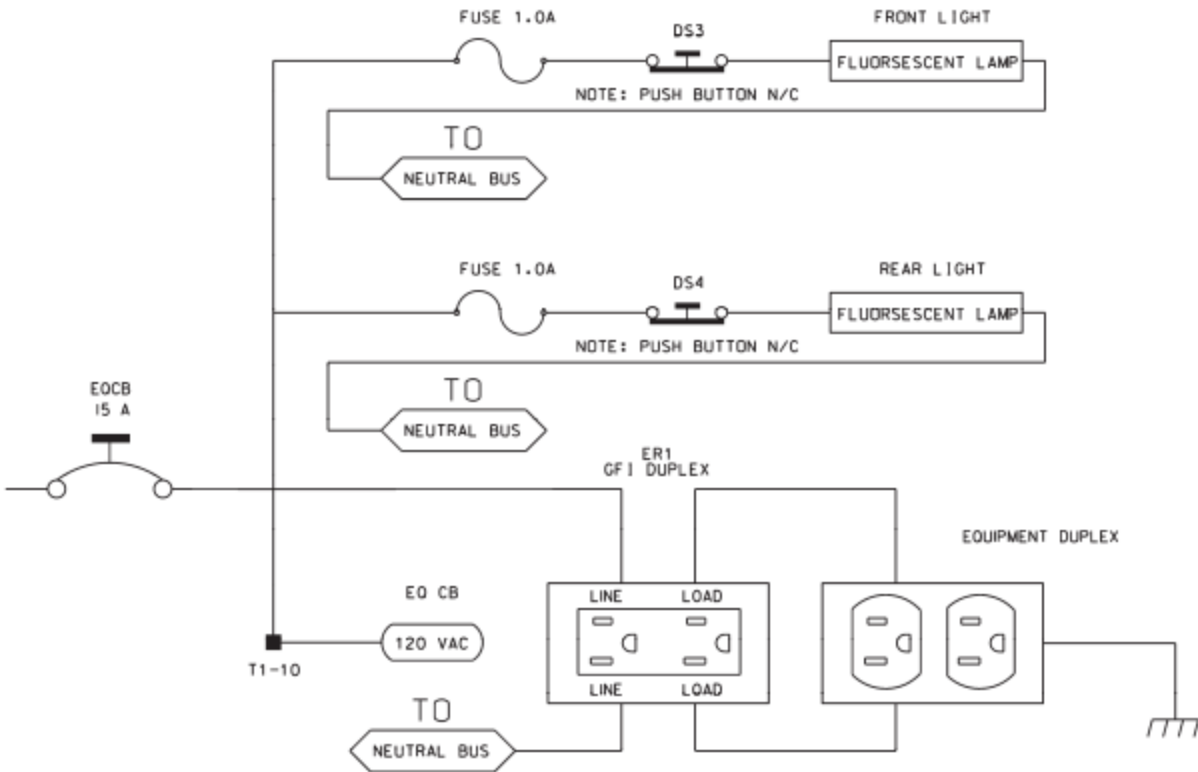 FUSE 1.0A
DS3
FRONT LIGHT
FLUORSESCENT LAMP
NOTE: PUSH BUTTON N/C
TO
NEUTRAL BUS
FUSE 1.0A
DS4
REAR LIGHT
FLUORSESCENT LAMP
NOTE: PUSH BUTTON N/C
TO
NEUTRAL BUS
EQCB
15 A
ER1
GFI DUPLEX
EQUIPMENT DUPLEX
LINE LOAD
LINE LOAD
EQ CB
120 VAC
T1-10
TO
NEUTRAL BUS